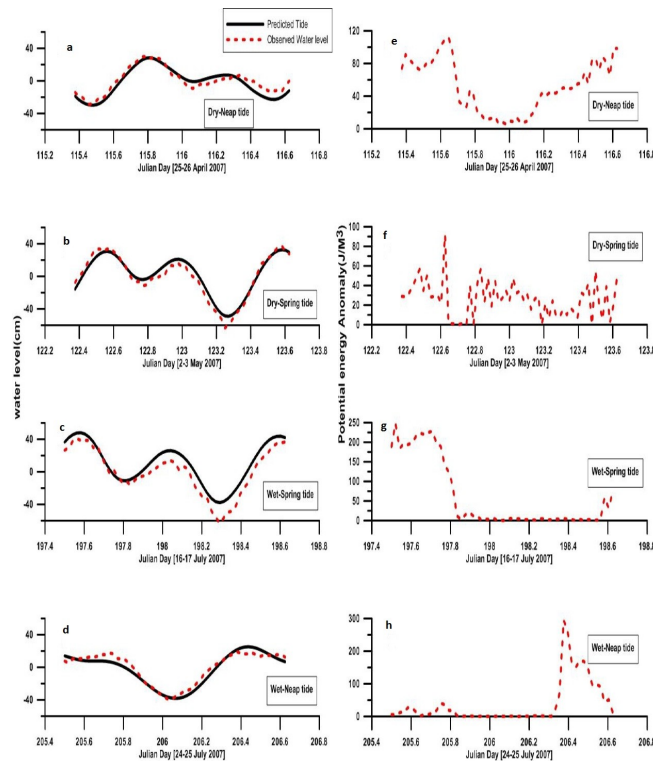 water level(cm)
a
Predicted Tide
Observed Water level
40
0
-40
Dry-Neap tide
115.2 115.4 115.6 115.8 116 116.2 116.4 116.6 116.8
Julian Day [25-26 April 2007]
b
40
0
-40
Dry-Spring tide
122.2 122.4 122.6 122.8 123 123.2 123.4 123.6 123.8
Julian Day [2-3 May 2007]
c
40
0
-40
Wet-Spring tide
197.4 197.6 197.8 198 198.2 198.4 198.6 198.8
Julian Day [16-17 July 2007]
d
40
0
-40
Wet-Neap tide
205.4 205.6 205.8 206 206.2 206.4 206.6 206.8
Julian Day [24-25 July 2007]
Potential energy Anomaly(J/M³)
e
120
80
40
0
Dry-Neap tide
115.2 115.4 115.6 115.8 116 116.2 116.4 116.6 116.8
Julian Day [25-26 April 2007]
f
100
80
60
40
20
0
Dry-Spring tide
122.2 122.4 122.6 122.8 123.3 123.2 123.4 123.6 123.8
Julian Day [2-3 May 2007]
g
250
200
150
100
50
0
Wet-Spring tide
197.4 197.6 197.8 198 198.2 198.4 198.6 198.8
Julian Day [16-17 July 2007]
h
300
200
100
0
Wet-Neap tide
205.4 205.6 205.8 206 206.2 206.4 206.6 206.8
Julian Day [24-25 July 2007]